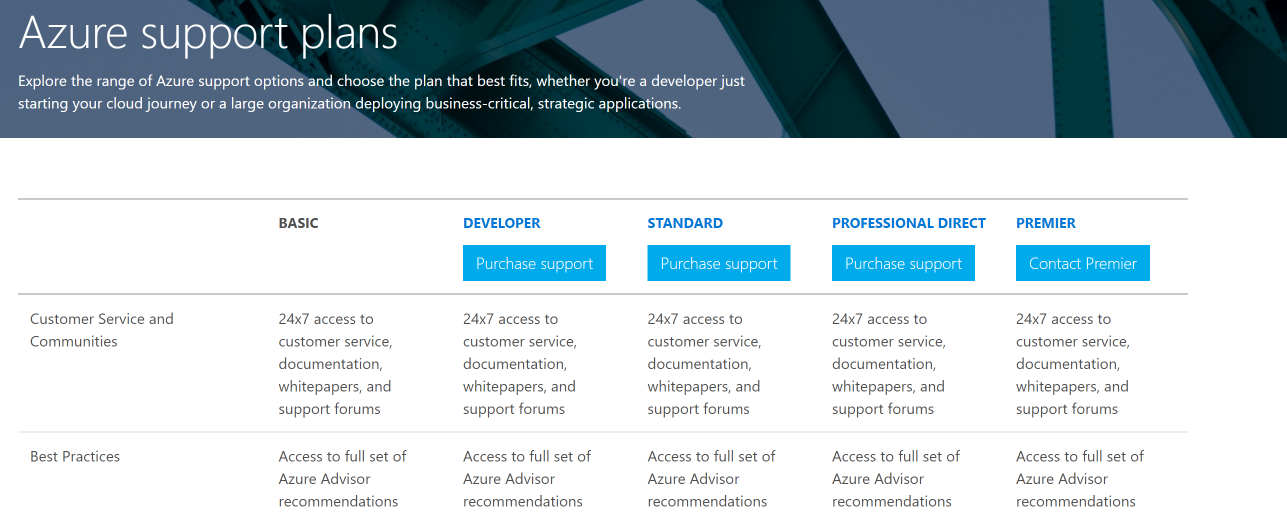 Azure support plans
Explore the range of Azure support options and choose the plan that best fits, whether you're a developer just
starting your cloud journey or a large organization deploying business-critical, strategic applications.
BASIC DEVELOPER STANDARD PROFESSIONAL DIRECT PREMIER
Purchase support Purchase support Purchase support Contact Premier
Customer Service and 24x7 access to 24x7 access to 24x7 access to 24x7 access to 24x7 access to
Communities customer service, customer service, customer service, customer service, customer service,
documentation, documentation, documentation, documentation, documentation,
whitepapers, and whitepapers, and whitepapers, and whitepapers, and whitepapers, and
support forums support forums support forums support forums support forums
Best Practices Access to full set of Access to full set of Access to full set of Access to full set of Access to full set of
Azure Advisor Azure Advisor Azure Advisor Azure Advisor Azure Advisor
recommendations recommendations recommendations recommendations recommendations